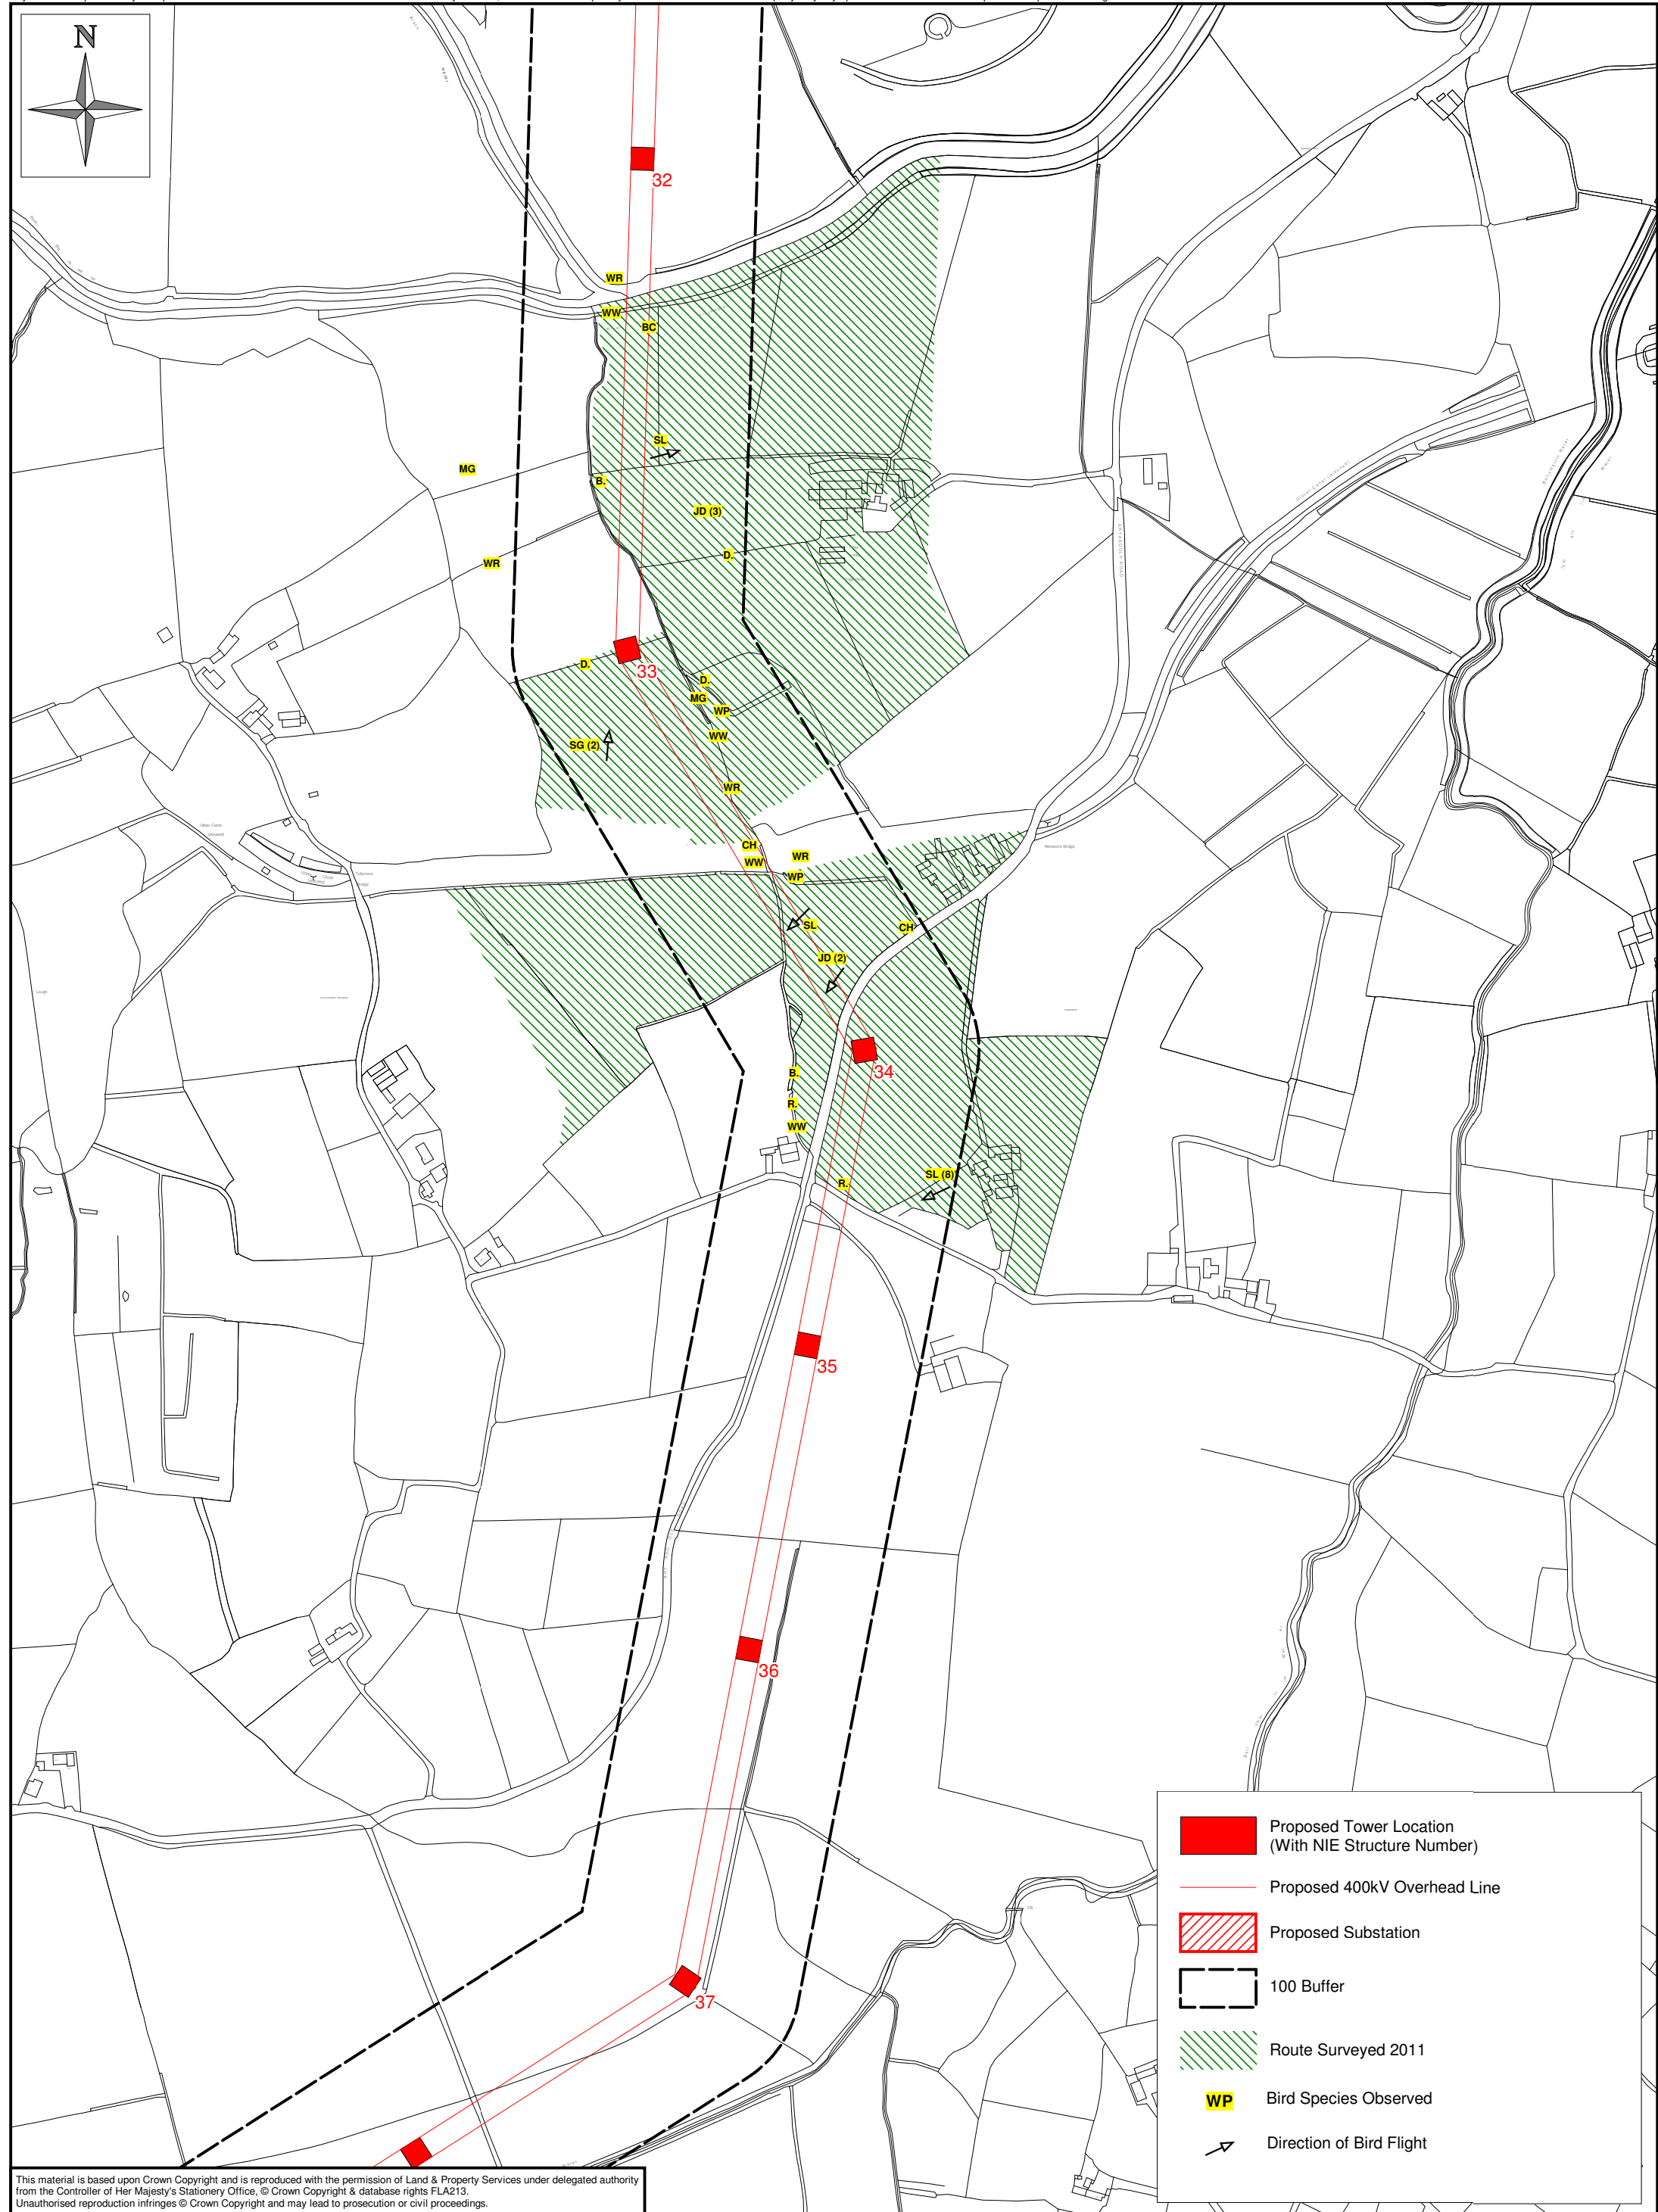 N
32
WR
WW
BC
SL
MG
B.
JD (3)
D.
WR
D.
33
D.
MG
WP
WW
SG (2)
WR
CH
WW
WR
WP
SL
CH
JD (2)
34
B.
R.
WW
SL (8)
R.
35
36
37
Proposed Tower Location
(With NIE Structure Number)
Proposed 400kV Overhead Line
Proposed Substation
100 Buffer
Route Surveyed 2011
WP Bird Species Observed
Direction of Bird Flight
This material is based upon Crown Copyright and is reproduced with the permission of Land & Property Services under delegated authority
from the Controller of Her Majesty's Stationery Office, © Crown Copyright & database rights FLA213.
Unauthorised reproduction infringes © Crown Copyright and may lead to prosecution or civil proceedings.